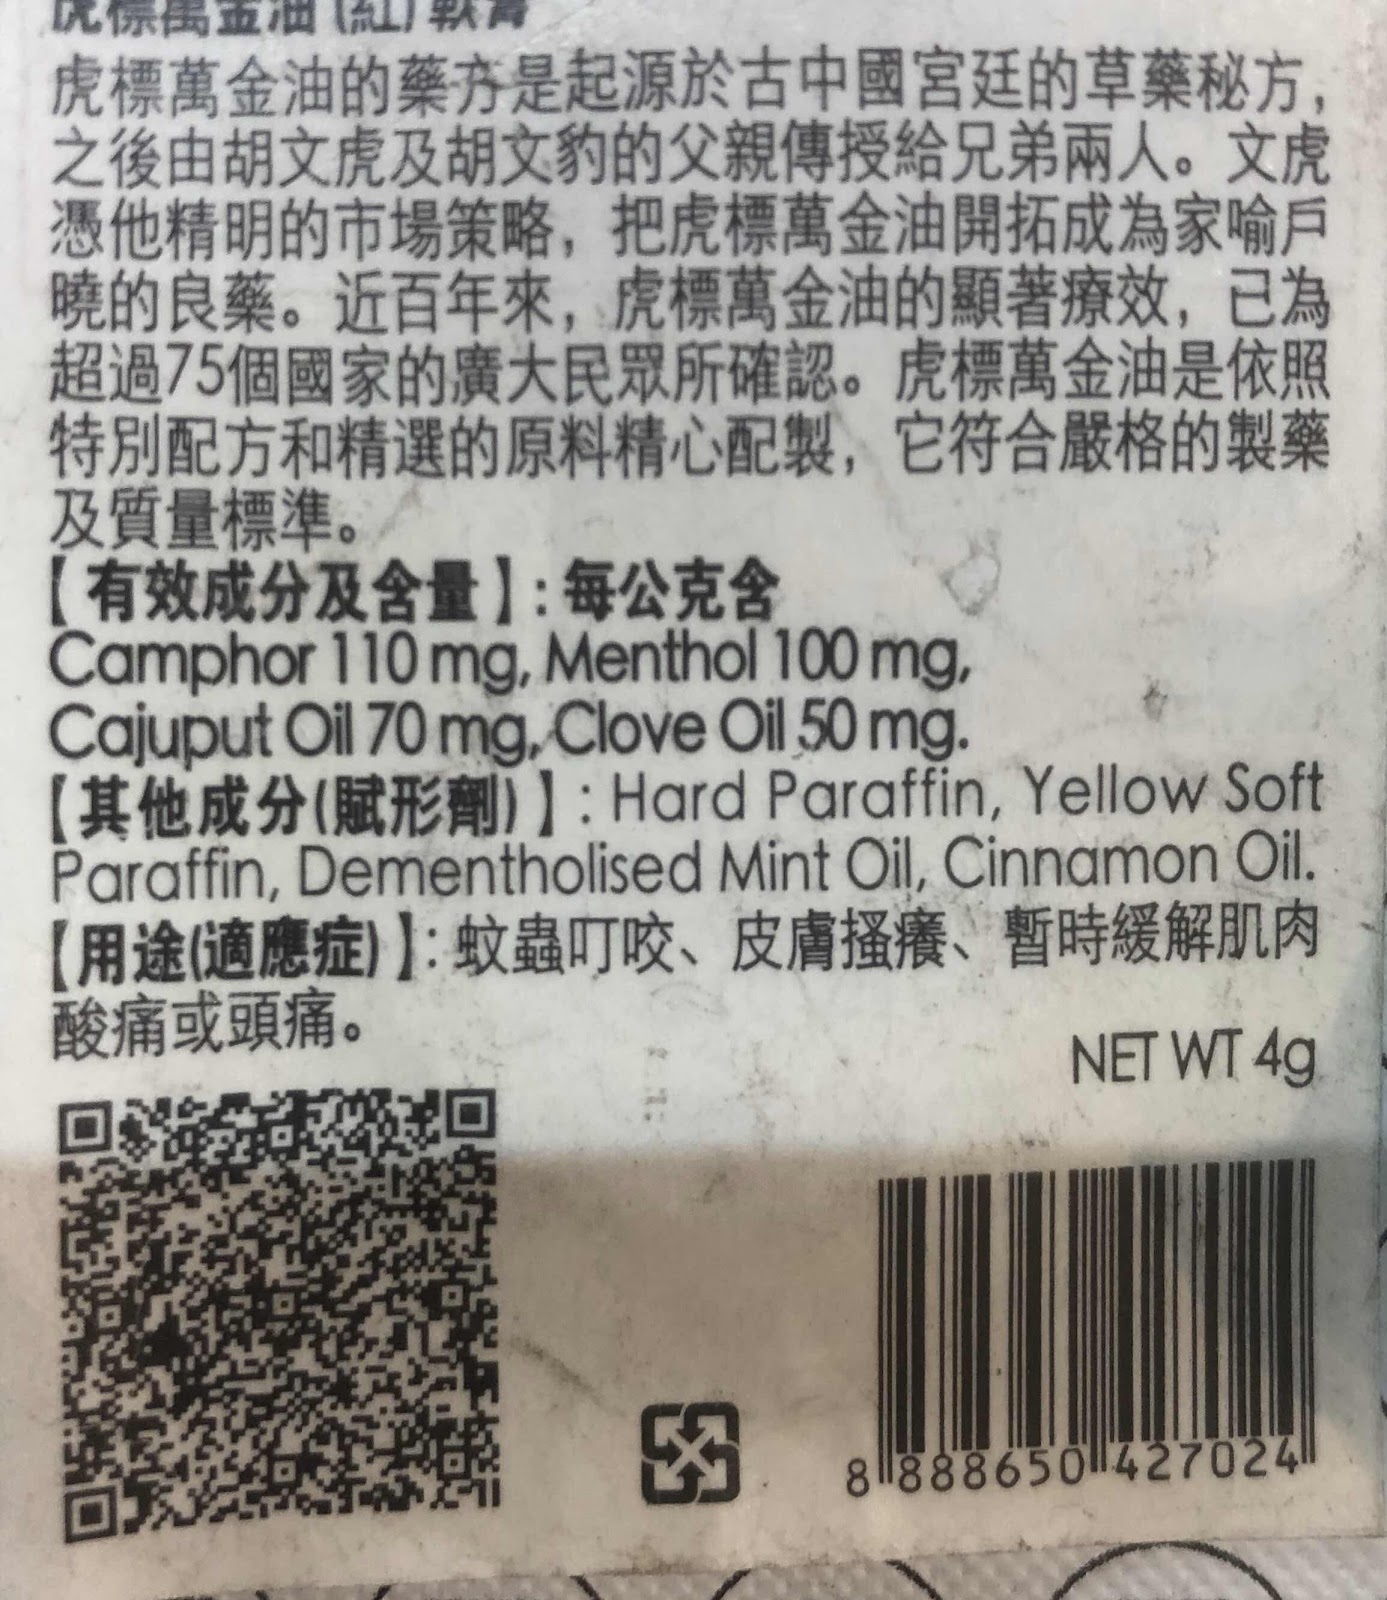 虎標萬金油(紅)軟膏
虎標萬金油的藥方是起源於古中國宮廷的草藥秘方，
之後由胡文虎及胡文豹的父親傳授給兄弟兩人。文虎
憑他精明的市場策略，把虎標萬金油開拓成為家喻戶
曉的良藥。近百年來，虎標萬金油的顯著療效，已為
超過75個國家的廣大民眾所確認。虎標萬金油是依照
特別配方和精選的原料精心配製，它符合嚴格的製藥
及質量標準。
【有效成分及含量】：每公克含
Camphor 110 mg, Menthol 100 mg,
Cajuput Oil 70 mg, Clove Oil 50 mg.
【其他成分(賦形劑)】：Hard Paraffin, Yellow Soft
Paraffin, Dementholised Mint Oil, Cinnamon Oil.
【用途(適應症)】：蚊蟲叮咬、皮膚搔癢、暫時緩解肌肉
酸痛或頭痛。
NET WT 4g
8 888650 427024